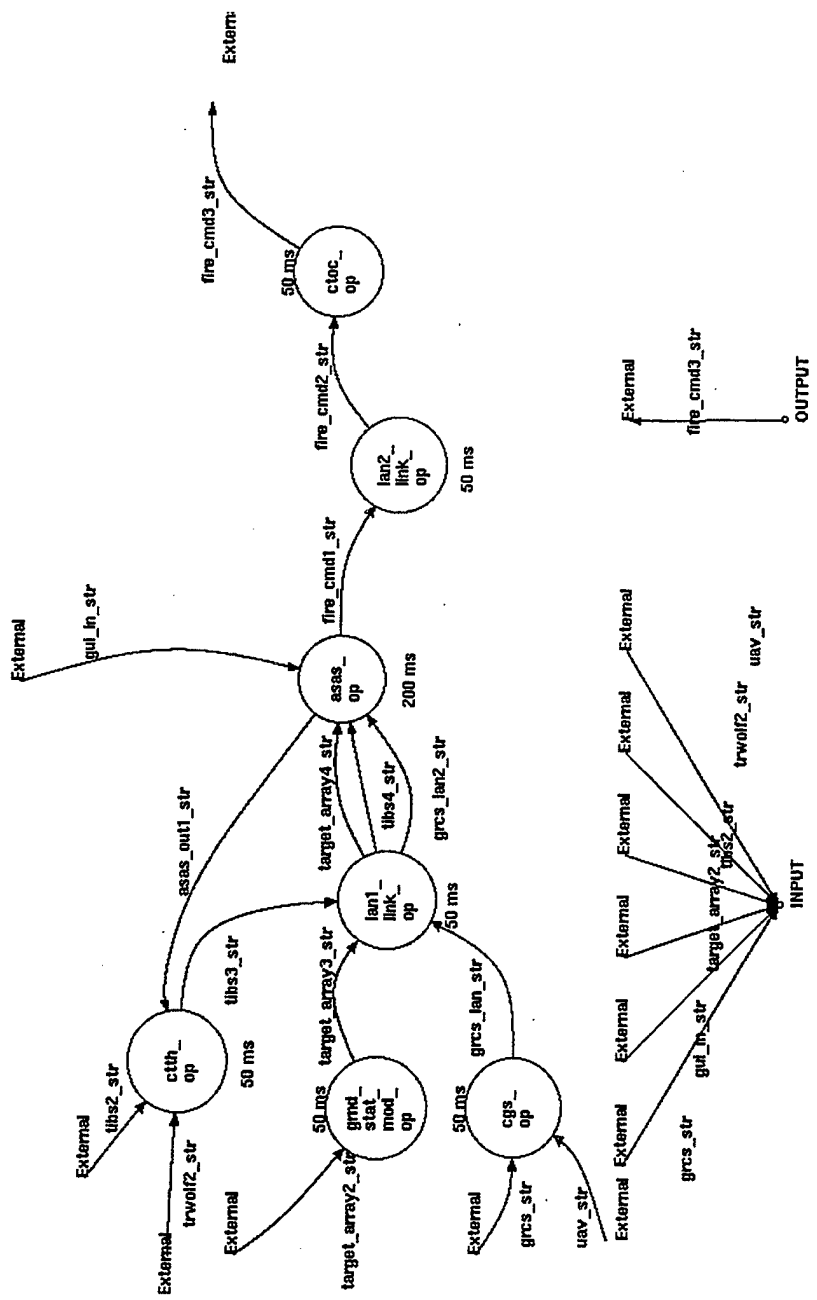 External
tibs2_str
External
trwolf2_str
ctth_
op
50 ms
asas_out1_str
tibs3_str
External
target_array2_str
50 ms
grnd_
stat_
mod_
op
target_array3_str
External
grcs_str
uav_str
External
50 ms
cgs_
op
grcs_lan_str
lan1_
link_
op
50 ms
target_array4_str
tibs4_str
grcs_lan2_str
External
gui_in_str
asas_
op
200 ms
fire_cmd1_str
lan2_
link_
op
50 ms
fire_cmd2_str
50 ms
ctoc_
op
fire_cmd3_str
Extern
External
External
External
External
External
External
grcs_str
gui_in_str
target_array2_str
tibs2_str
trwolf2_str
uav_str
INPUT
External
fire_cmd3_str
OUTPUT